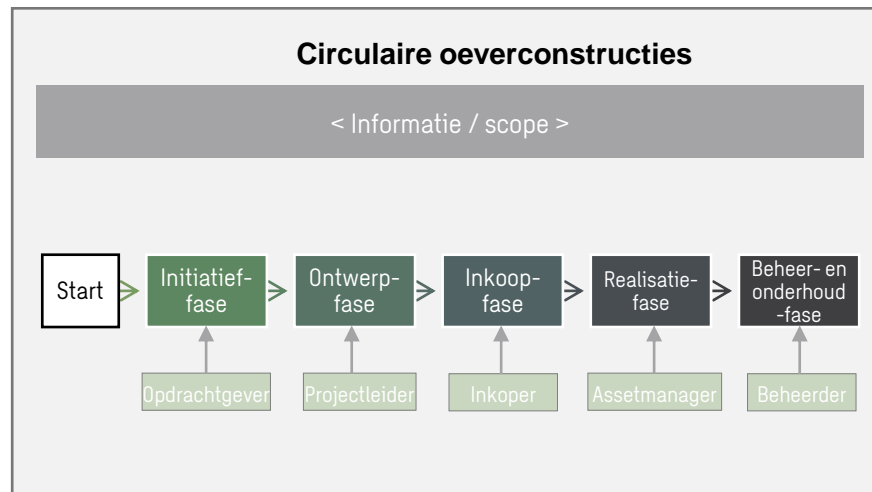 Circulaire oeverconstructies
< Informatie / scope >
Start
Initiatief-
fase
Ontwerp-
fase
Inkoop-
fase
Realisatie-
fase
Beheer- en
onderhoud
-fase
Opdrachtgever
Projectleider
Inkoper
Assetmanager
Beheerder